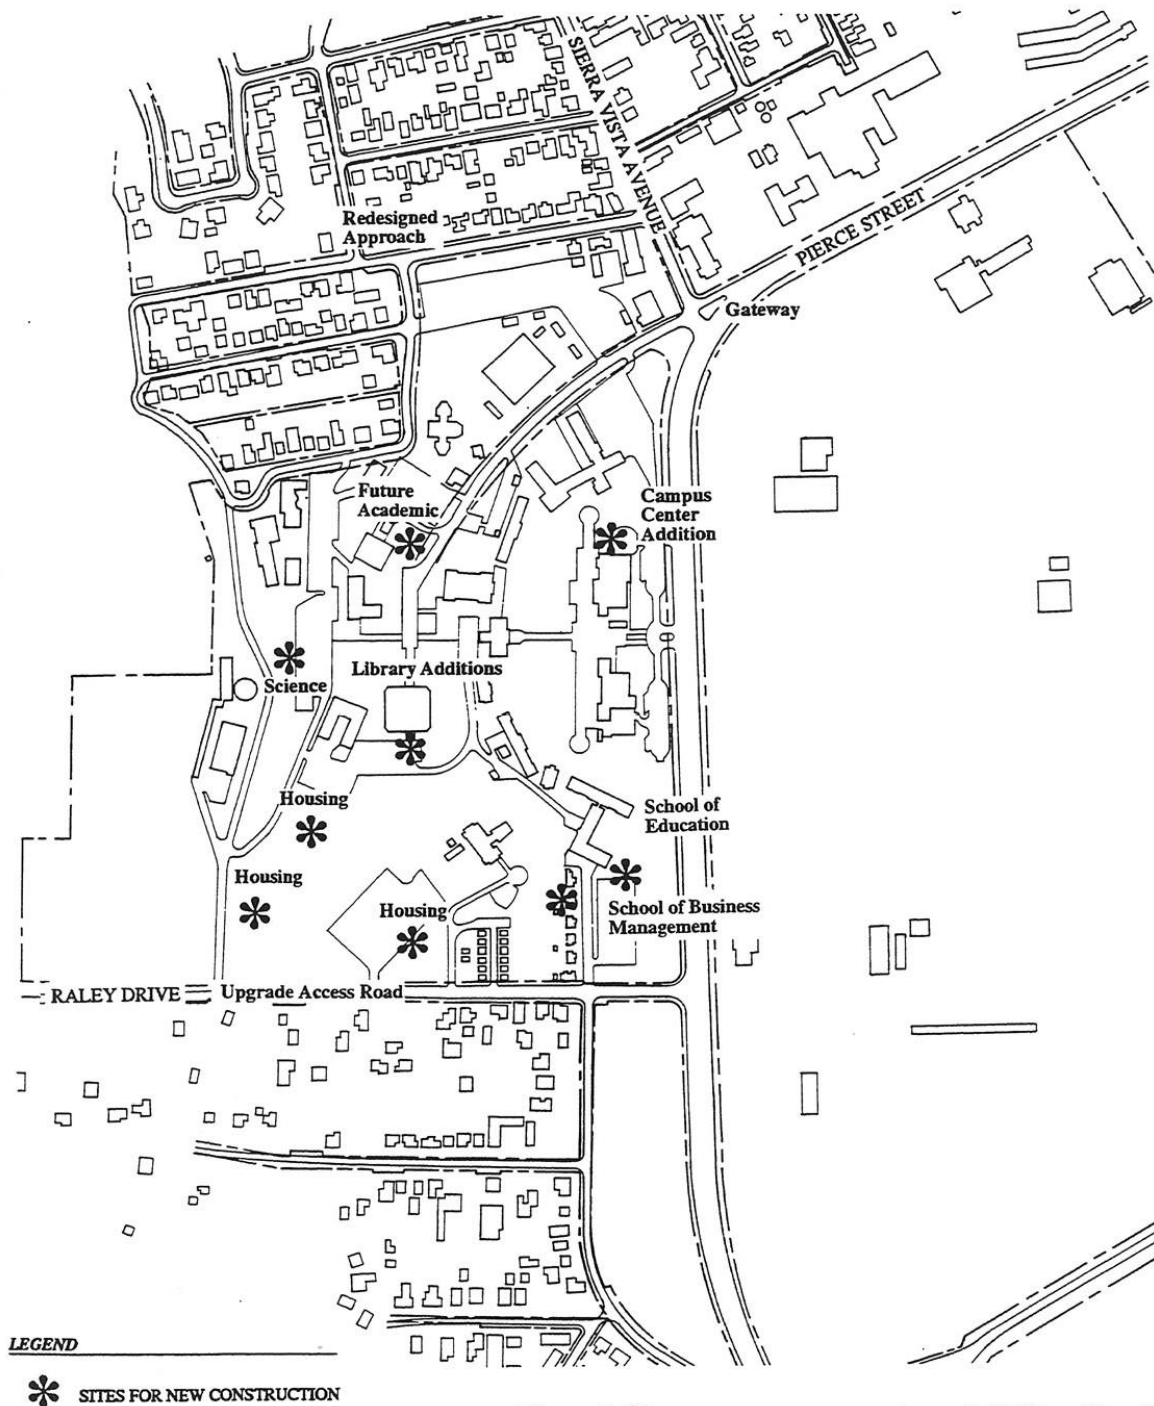 SIERRA VISTA AVENUE
Redesigned
Approach
PIERCE STREET
Gateway
Future
Academic
Campus
Center
Addition
Library Additions
Science
Housing
School of
Education
Housing
Housing
School of Business
Management
RALEY DRIVE
Upgrade Access Road
LEGEND
SITES FOR NEW CONSTRUCTION